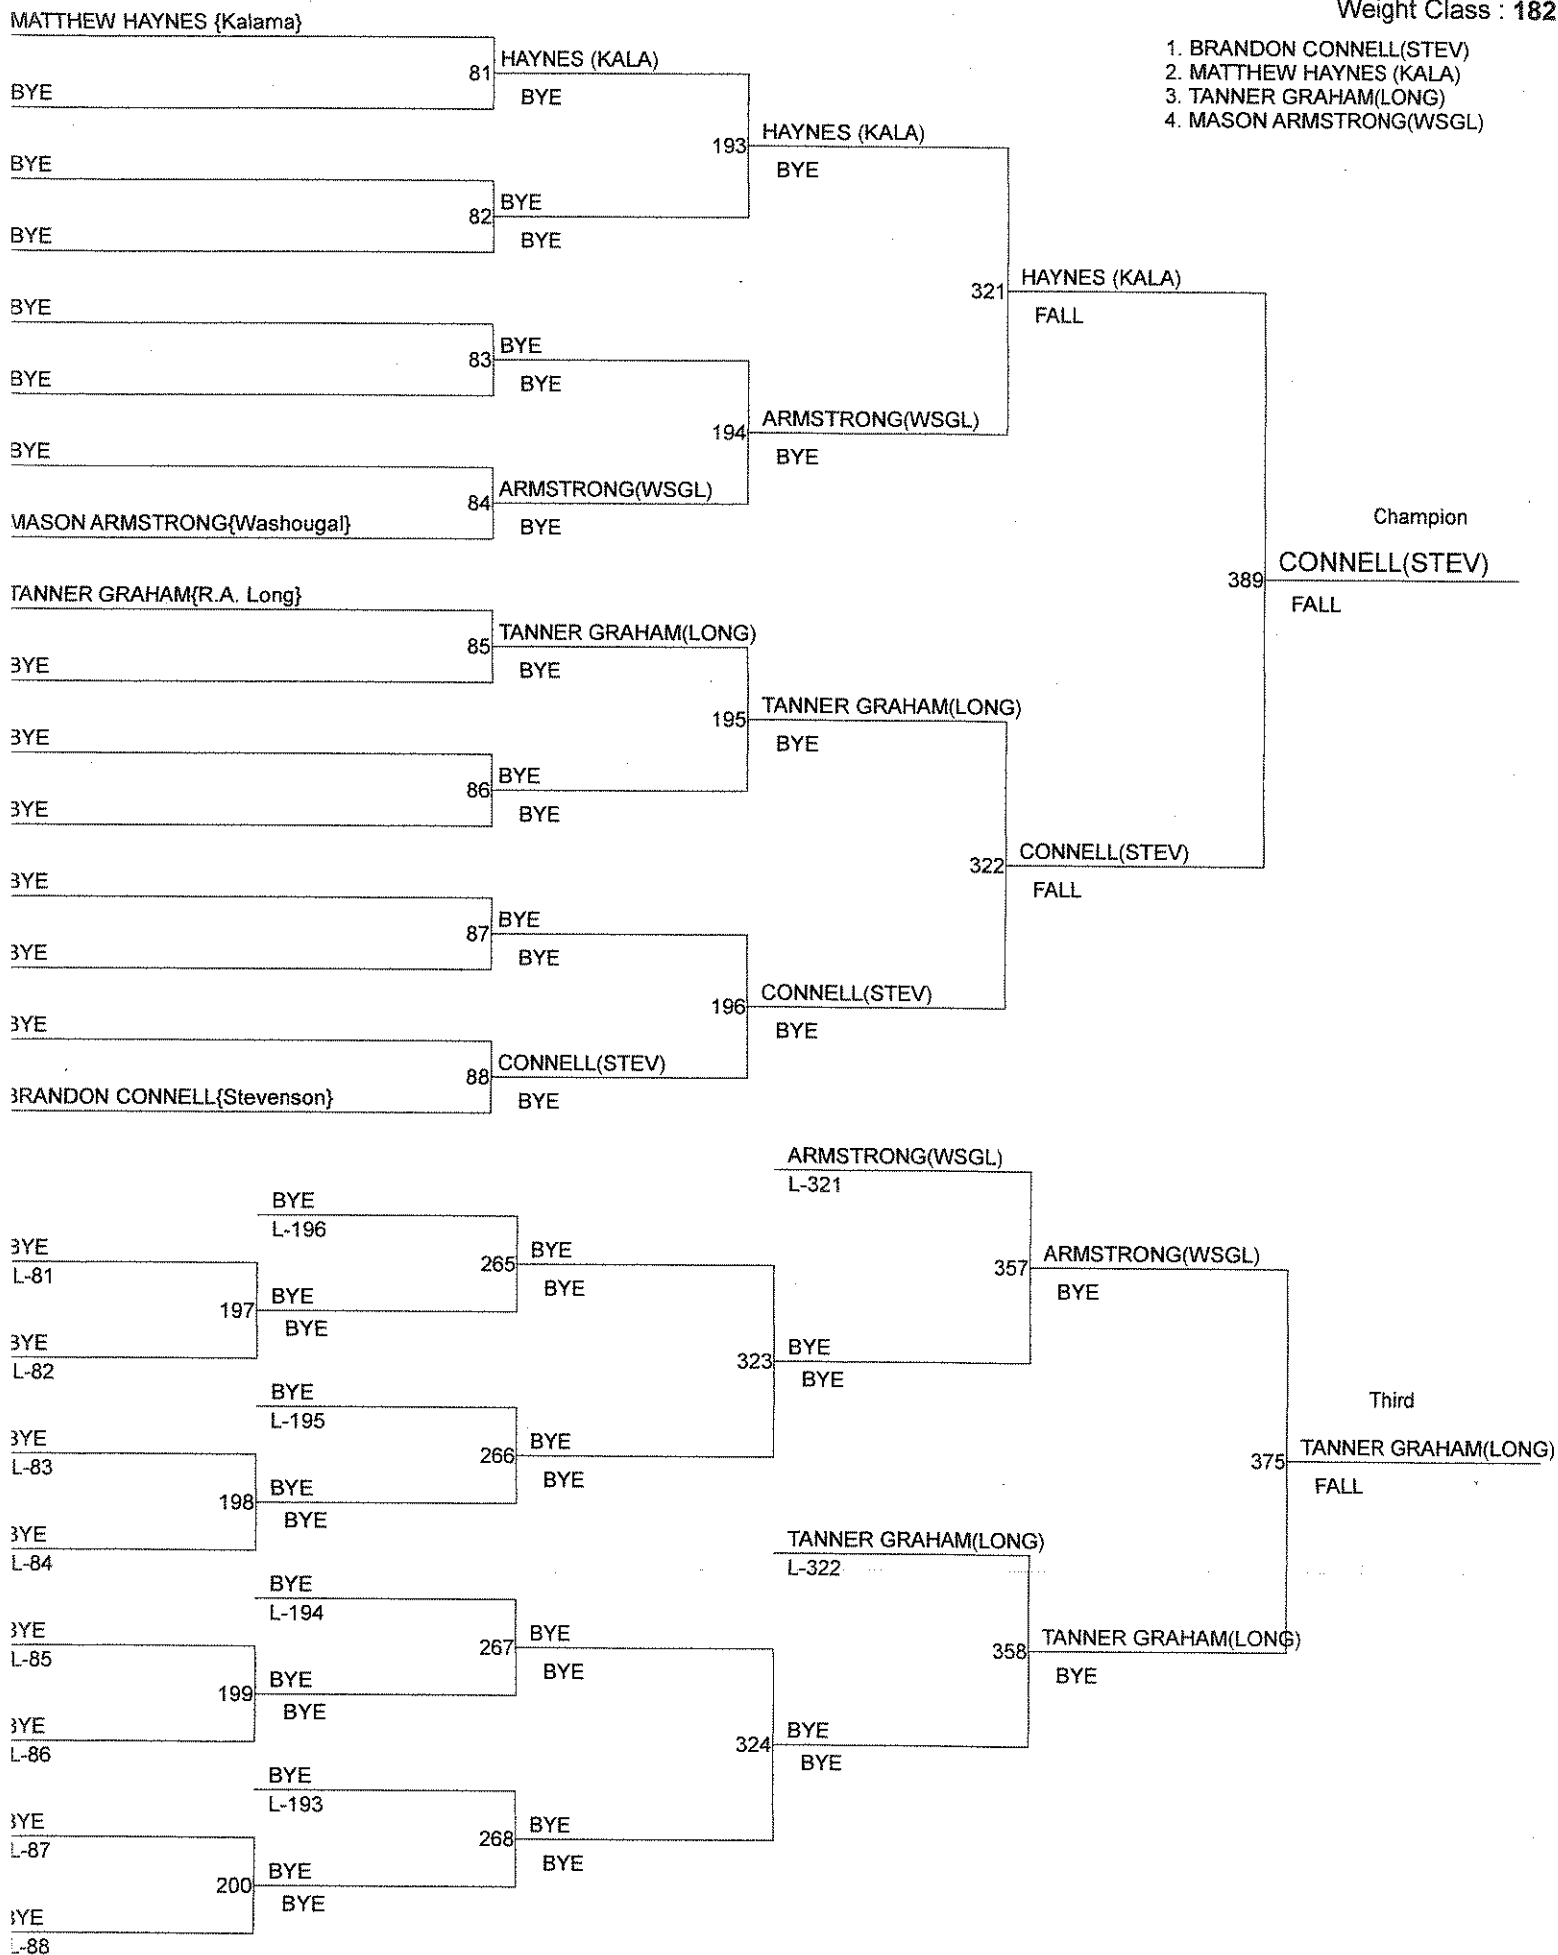 Weight Class : 182
1. BRANDON CONNELL(STEV)
2. MATTHEW HAYNES (KALA)
3. TANNER GRAHAM(LONG)
4. MASON ARMSTRONG(WSGL)
MATTHEW HAYNES {Kalama}
81 HAYNES (KALA)
BYE
BYE
193 HAYNES (KALA)
BYE
BYE
82 BYE
BYE
BYE
321 HAYNES (KALA)
FALL
BYE
83 BYE
BYE
BYE
194 ARMSTRONG(WSGL)
BYE
BYE
84 ARMSTRONG(WSGL)
BYE
MASON ARMSTRONG{Washougal}
Champion
389 CONNELL(STEV)
FALL
TANNER GRAHAM{R.A. Long}
85 TANNER GRAHAM(LONG)
BYE
BYE
195 TANNER GRAHAM(LONG)
BYE
BYE
86 BYE
BYE
BYE
322 CONNELL(STEV)
FALL
BYE
87 BYE
BYE
BYE
196 CONNELL(STEV)
BYE
BYE
88 CONNELL(STEV)
BYE
BRANDON CONNELL{Stevenson}
ARMSTRONG(WSGL)
L-321
BYE
L-196
BYE
L-81
265 BYE
BYE
357 ARMSTRONG(WSGL)
BYE
197 BYE
BYE
BYE
L-82
323 BYE
BYE
BYE
L-195
Third
BYE
L-83
266 BYE
BYE
375 TANNER GRAHAM(LONG)
FALL
198 BYE
BYE
BYE
L-84
TANNER GRAHAM(LONG)
L-322
BYE
L-194
BYE
L-85
267 BYE
BYE
358 TANNER GRAHAM(LONG)
BYE
199 BYE
BYE
BYE
L-86
324 BYE
BYE
BYE
L-193
BYE
L-87
268 BYE
BYE
200 BYE
BYE
BYE
L-88